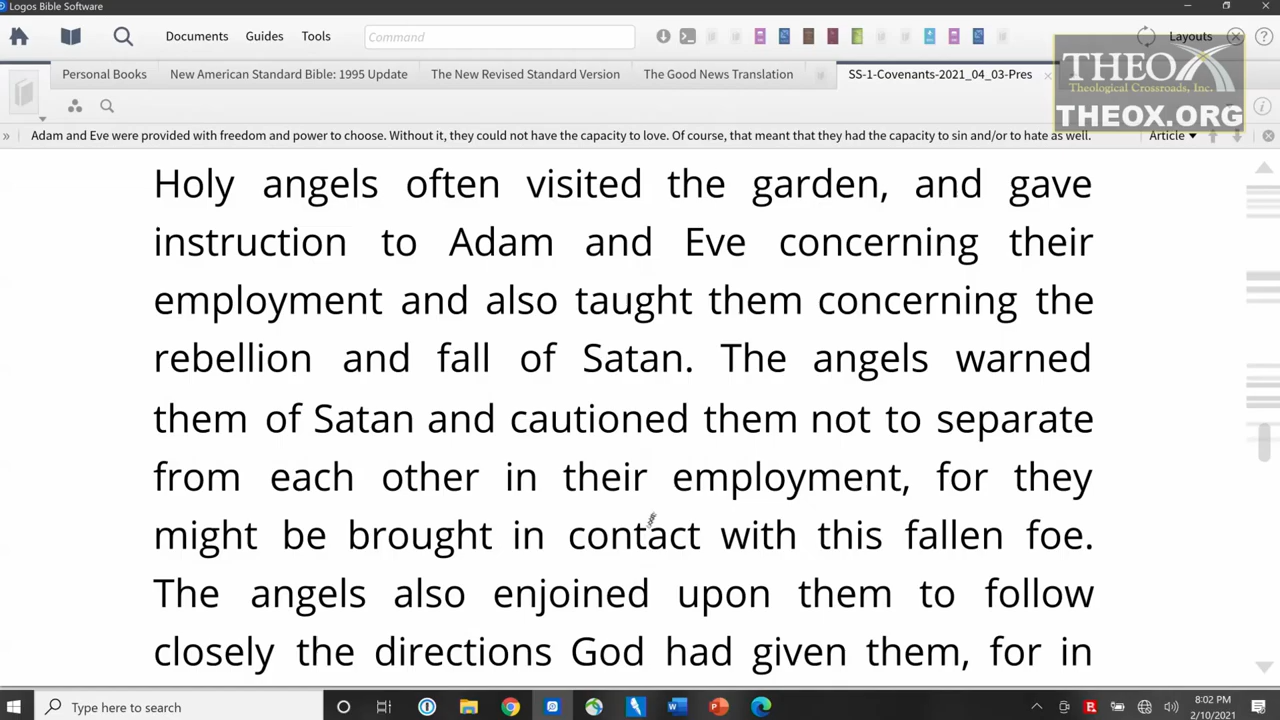 Logos Bible Software
Documents Guides Tools Command Layouts
Personal Books New American Standard Bible: 1995 Update The New Revised Standard Version The Good News Translation SS-1-Covenants-2021_04_03-Pres
THEOX
Theological Crossroads, Inc.
THEOX.ORG
» Adam and Eve were provided with freedom and power to choose. Without it, they could not have the capacity to love. Of course, that meant that they had the capacity to sin and/or to hate as well. Article
Holy angels often visited the garden, and gave
instruction to Adam and Eve concerning their
employment and also taught them concerning the
rebellion and fall of Satan. The angels warned
them of Satan and cautioned them not to separate
from each other in their employment, for they
might be brought in contact with this fallen foe.
The angels also enjoined upon them to follow
closely the directions God had given them, for in
Type here to search
8:02 PM
2/10/2021